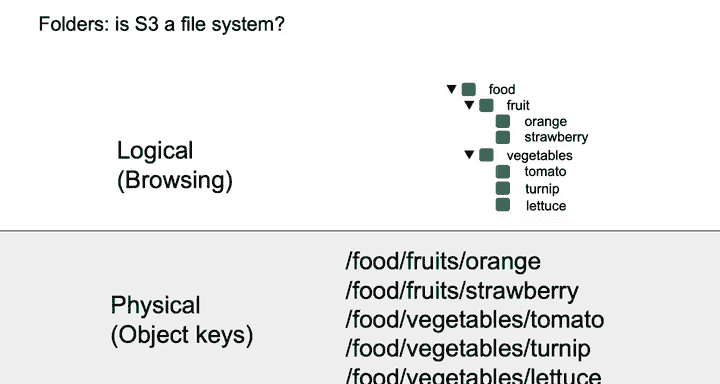 Folders: is S3 a file system?
food
fruit
orange
strawberry
vegetables
tomato
turnip
lettuce
Logical
(Browsing)
/food/fruits/orange
/food/fruits/strawberry
/food/vegetables/tomato
/food/vegetables/turnip
/food/vegetables/lettuce
Physical
(Object keys)